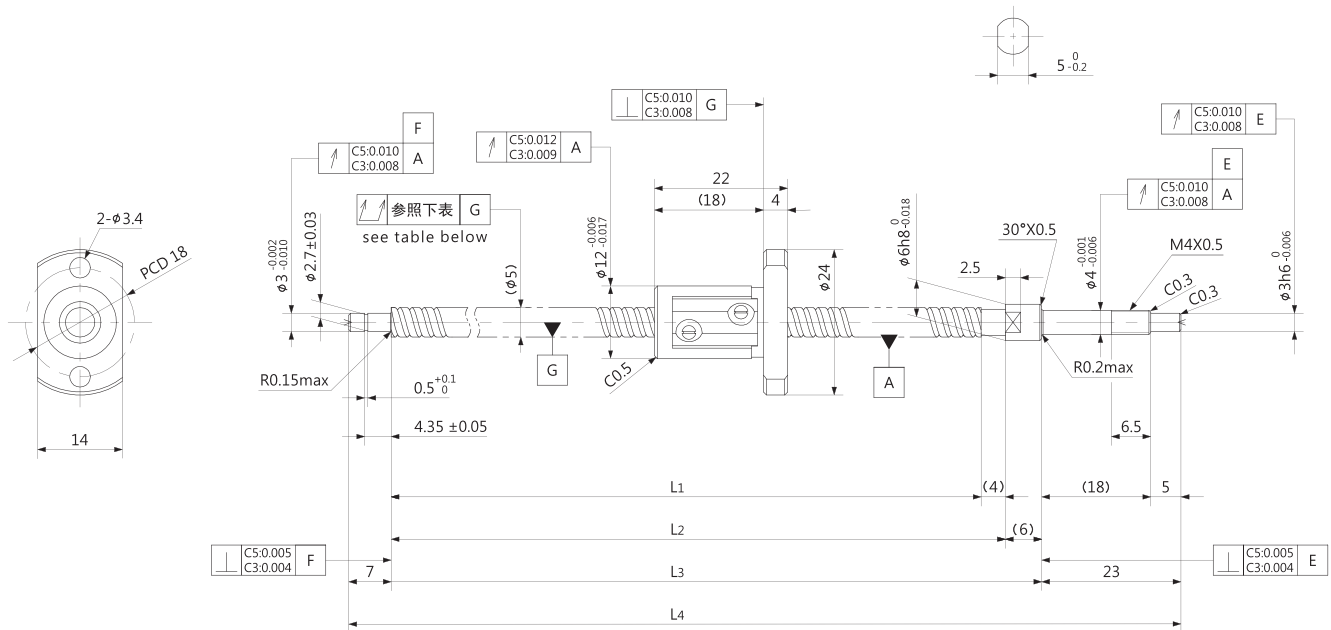 5 0 -0.2
⊥ C5:0.010 C3:0.008 G
F
C5:0.010 C3:0.008 A
C5:0.012 C3:0.009 A
C5:0.010 C3:0.008 E
E
C5:0.010 C3:0.008 A
22
(18)
4
参照下表 G
see table below
2-φ3.4
PCD 18
φ3 -0.002 -0.010
φ2.7±0.03
(φ5)
φ12 -0.006 -0.017
φ24
φ6h8 0 -0.018
30°X0.5
2.5
φ4 -0.001 -0.006
M4X0.5
C0.3
C0.3
φ3h6 0 -0.006
R0.15max
0.5 +0.1 0
4.35 ±0.05
C0.5
G
A
R0.2max
14
6.5
L1
(4)
(18)
5
L2
(6)
⊥ C5:0.005 C3:0.004 F
⊥ C5:0.005 C3:0.004 E
7
L3
23
L4